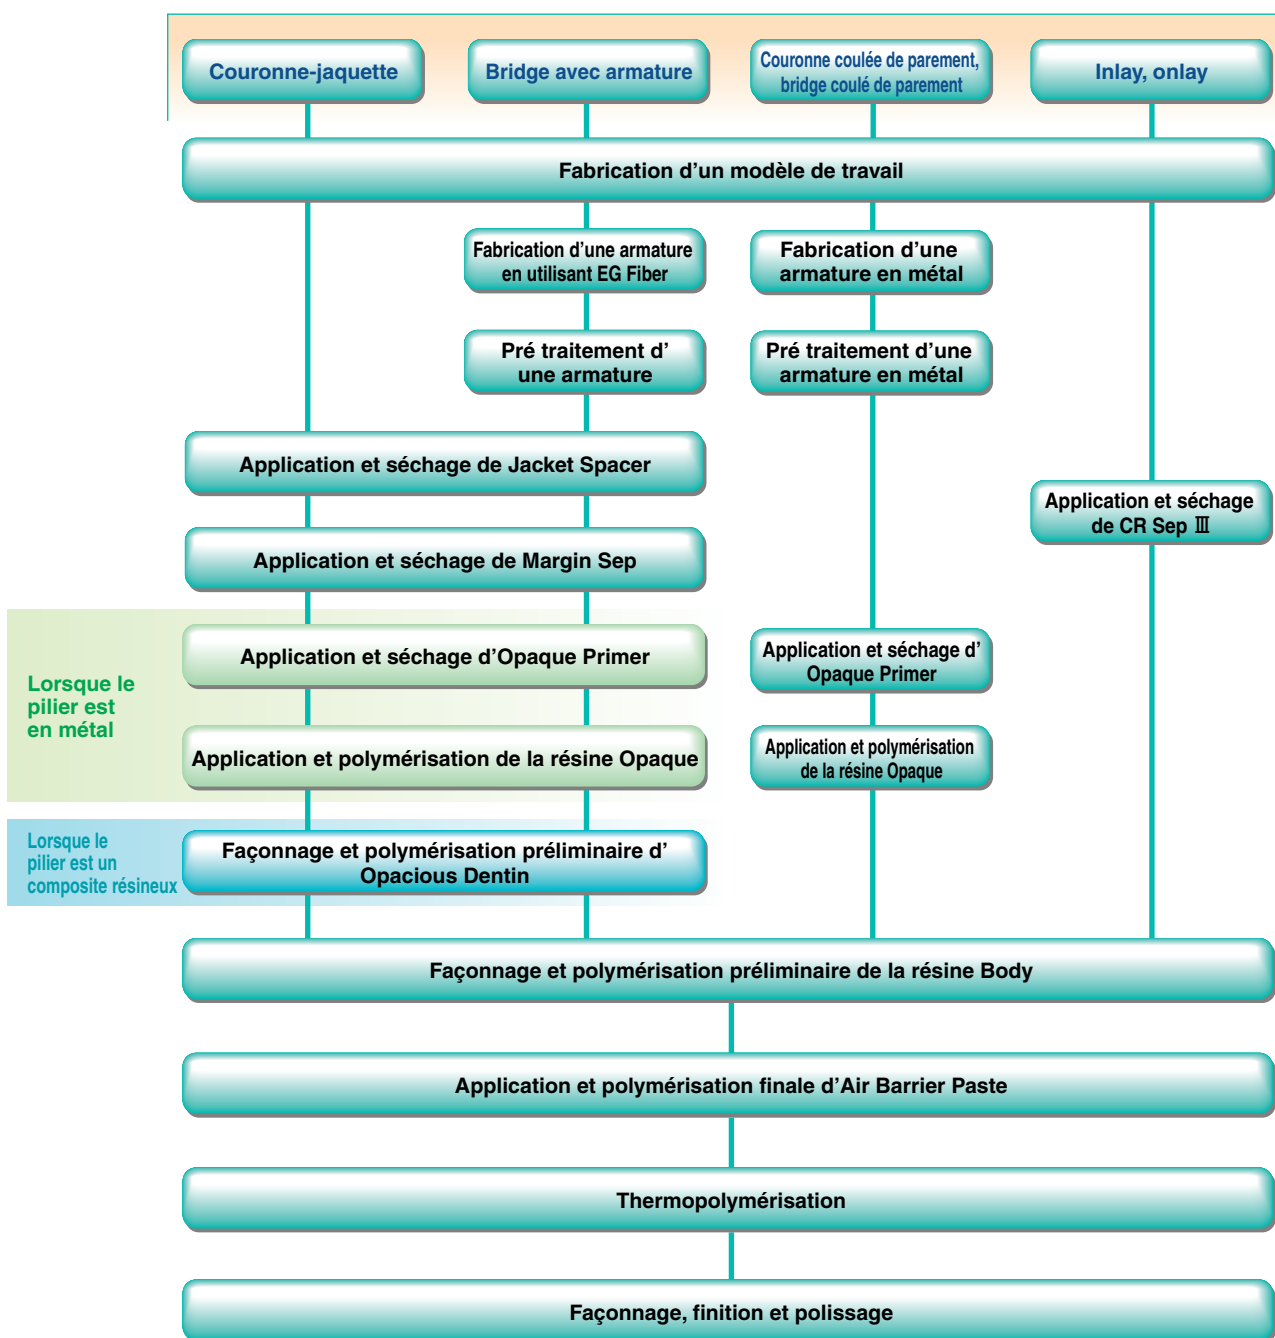 Couronne-jaquette
Bridge avec armature
Couronne coulée de parement,
bridge coulé de parement
Inlay, onlay
Fabrication d’un modèle de travail
Fabrication d’une armature
en utilisant EG Fiber
Fabrication d’une
armature en métal
Pré traitement d’
une armature
Pré traitement d’une
armature en métal
Application et séchage de Jacket Spacer
Application et séchage
de CR Sep Ⅲ
Application et séchage de Margin Sep
Lorsque le
pilier est
en métal
Application et séchage d’Opaque Primer
Application et séchage d’
Opaque Primer
Application et polymérisation de la résine Opaque
Application et polymérisation
de la résine Opaque
Lorsque le
pilier est un
composite résineux
Façonnage et polymérisation préliminaire d’
Opacious Dentin
Façonnage et polymérisation préliminaire de la résine Body
Application et polymérisation finale d’Air Barrier Paste
Thermopolymérisation
Façonnage, finition et polissage